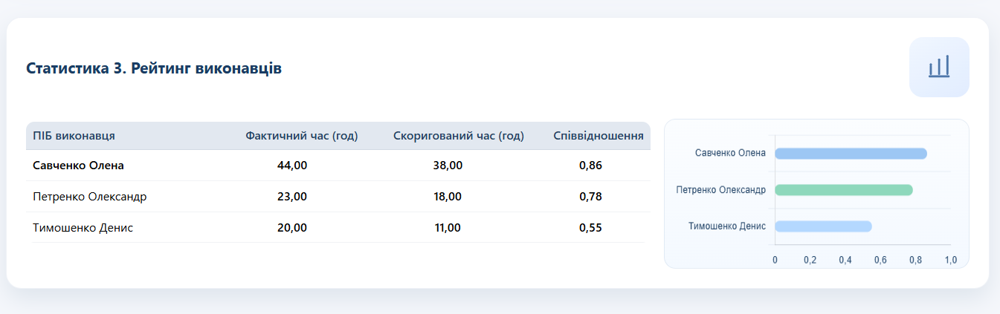 Статистика 3. Рейтинг виконавців
ПІБ виконавця Фактичний час (год) Скоригований час (год) Співвідношення
Савченко Олена 44,00 38,00 0,86
Петренко Олександр 23,00 18,00 0,78
Тимошенко Денис 20,00 11,00 0,55
Савченко Олена
Петренко Олександр
Тимошенко Денис
0 0,2 0,4 0,6 0,8 1,0